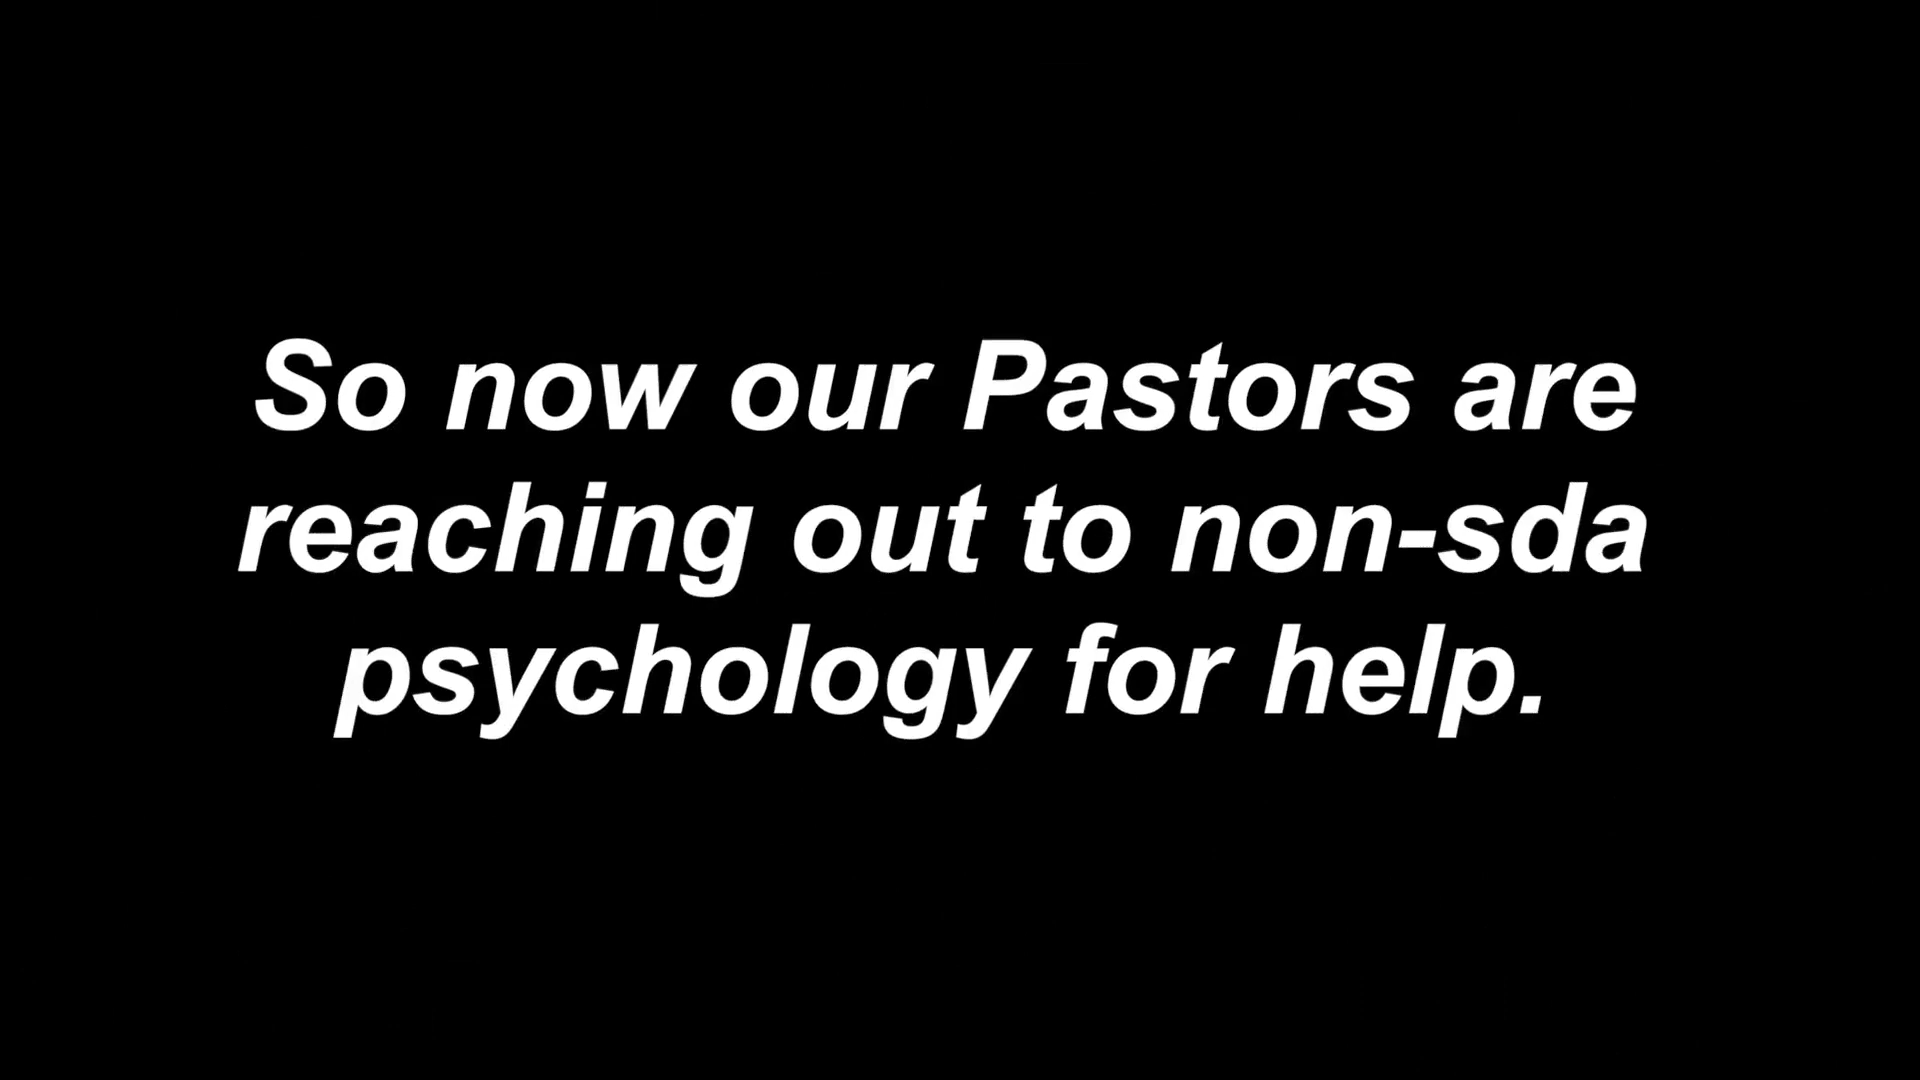 So now our Pastors are
reaching out to non-sda
psychology for help.